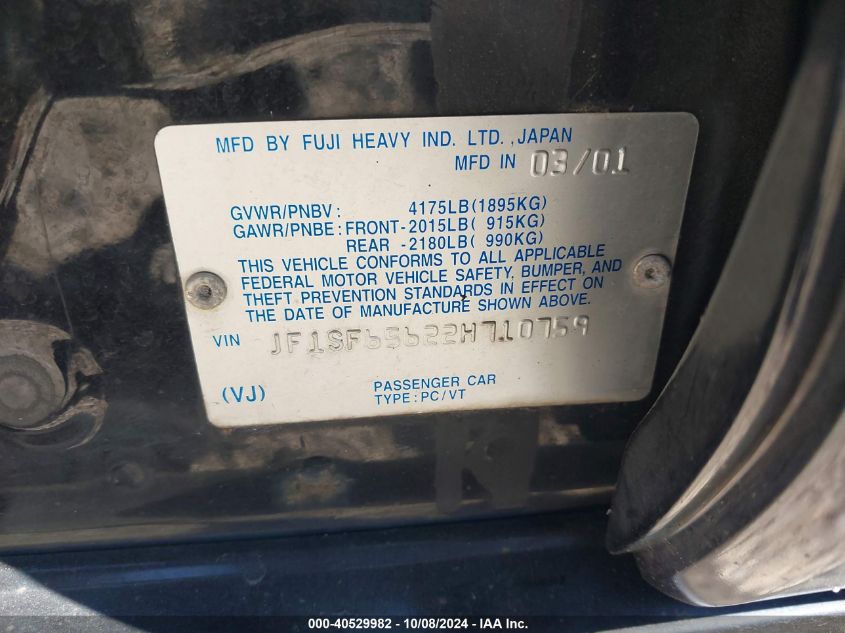 MFD BY FUJI HEAVY IND. LTD., JAPAN
MFD IN 03/01
GVWR/PNBV: 4175LB(1895KG)
GAWR/PNBE: FRONT-2015LB( 915KG)
REAR -2180LB( 990KG)
THIS VEHICLE CONFORMS TO ALL APPLICABLE
FEDERAL MOTOR VEHICLE SAFETY, BUMPER, AND
THEFT PREVENTION STANDARDS IN EFFECT ON
THE DATE OF MANUFACTURE SHOWN ABOVE.
VIN JF1SF65622H710759
(VJ) PASSENGER CAR
TYPE: PC/VT
000-40529982 - 10/08/2024 - IAA Inc.